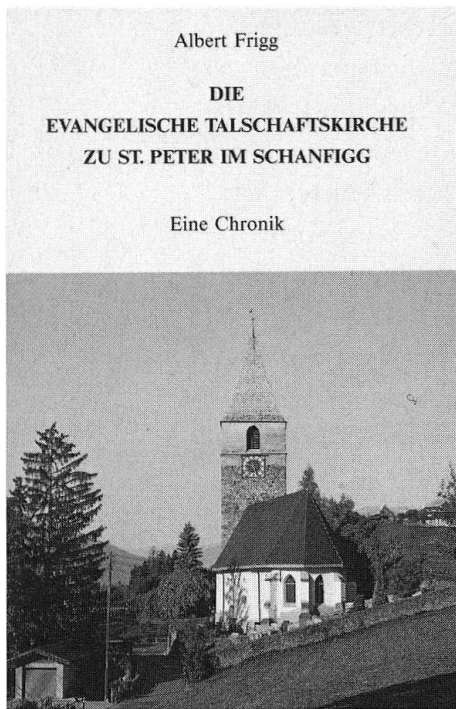 Albert Frigg
DIE
EVANGELISCHE TALSCHAFTSKIRCHE
ZU ST. PETER IM SCHANFIGG
Eine Chronik